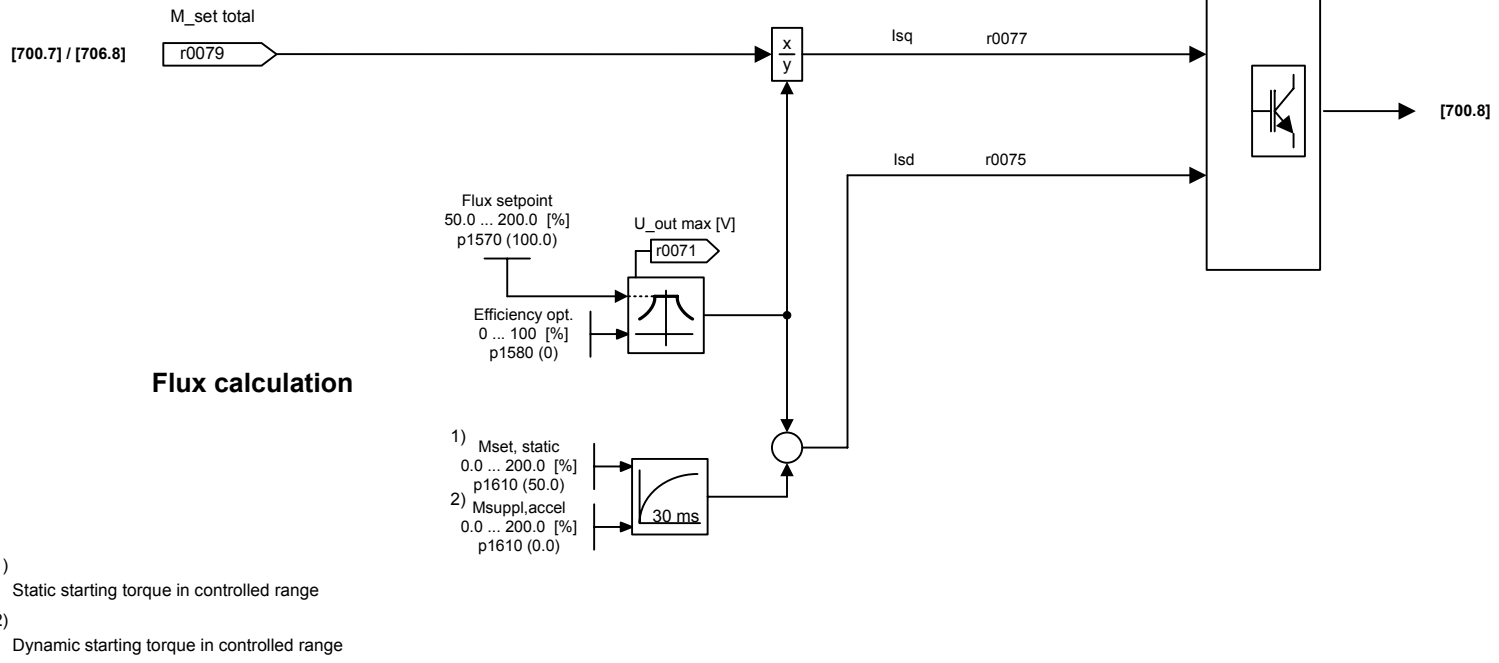 M_set total
[700.7] / [706.8]
r0079
x
y
Isq r0077
[700.8]
Isd r0075
Flux setpoint
50.0 ... 200.0 [%]
p1570 (100.0)
U_out max [V]
r0071
Efficiency opt.
0 ... 100 [%]
p1580 (0)
Flux calculation
1)
Mset, static
0.0 ... 200.0 [%]
p1610 (50.0)
2)
Msuppl,accel
0.0 ... 200.0 [%]
p1610 (0.0)
30 ms
)
Static starting torque in controlled range
2)
Dynamic starting torque in controlled range